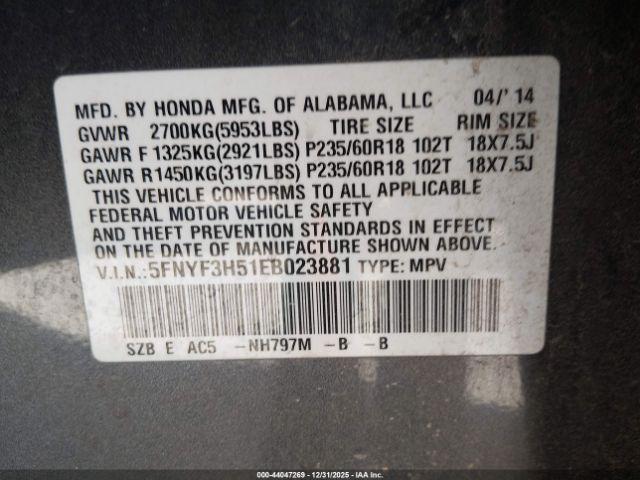 MFD. BY HONDA MFG. OF ALABAMA, LLC 04/'14
GVWR 2700KG(5953LBS) TIRE SIZE RIM SIZE
GAWR F 1325KG(2921LBS) P235/60R18 102T 18X7.5J
GAWR R1450KG(3197LBS) P235/60R18 102T 18X7.5J
THIS VEHICLE CONFORMS TO ALL APPLICABLE
FEDERAL MOTOR VEHICLE SAFETY
AND THEFT PREVENTION STANDARDS IN EFFECT
ON THE DATE OF MANUFACTURE SHOWN ABOVE.
V.I.N.:5FNYF3H51EB023881 TYPE: MPV
SZB E AC5 -NH797M -B -B
© 44047269 - 12/31/2025 - IAA Inc.